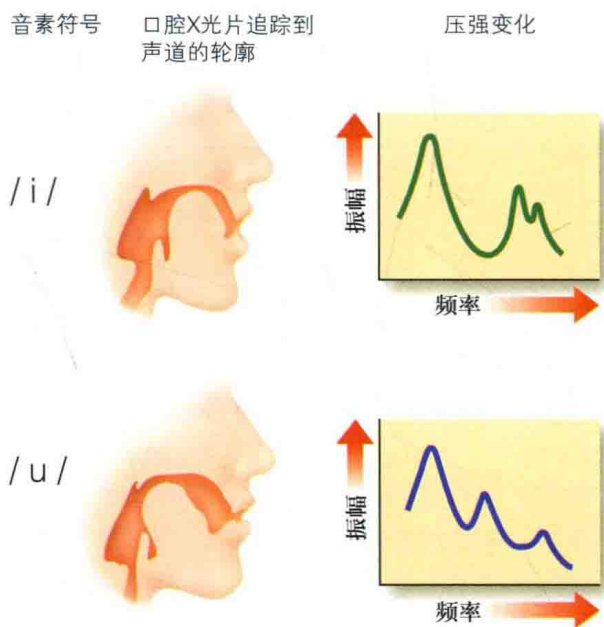 音素符号
口腔X光片追踪到
声道的轮廓
压强变化
/i/
振幅
频率
/u/
振幅
频率